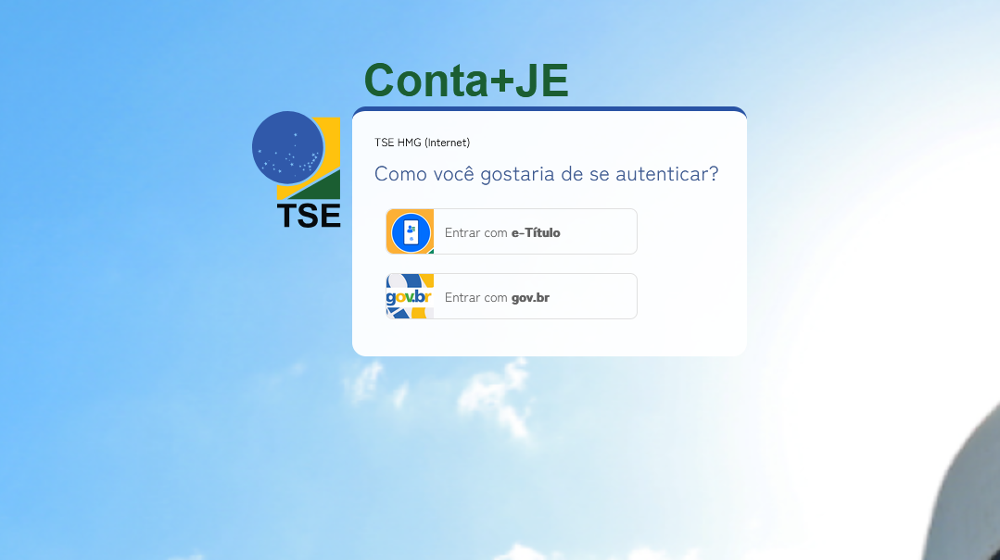 Conta+JE
TSE
TSE HMG (Internet)
Como você gostaria de se autenticar?
Entrar com e-Título
gov.br
Entrar com gov.br